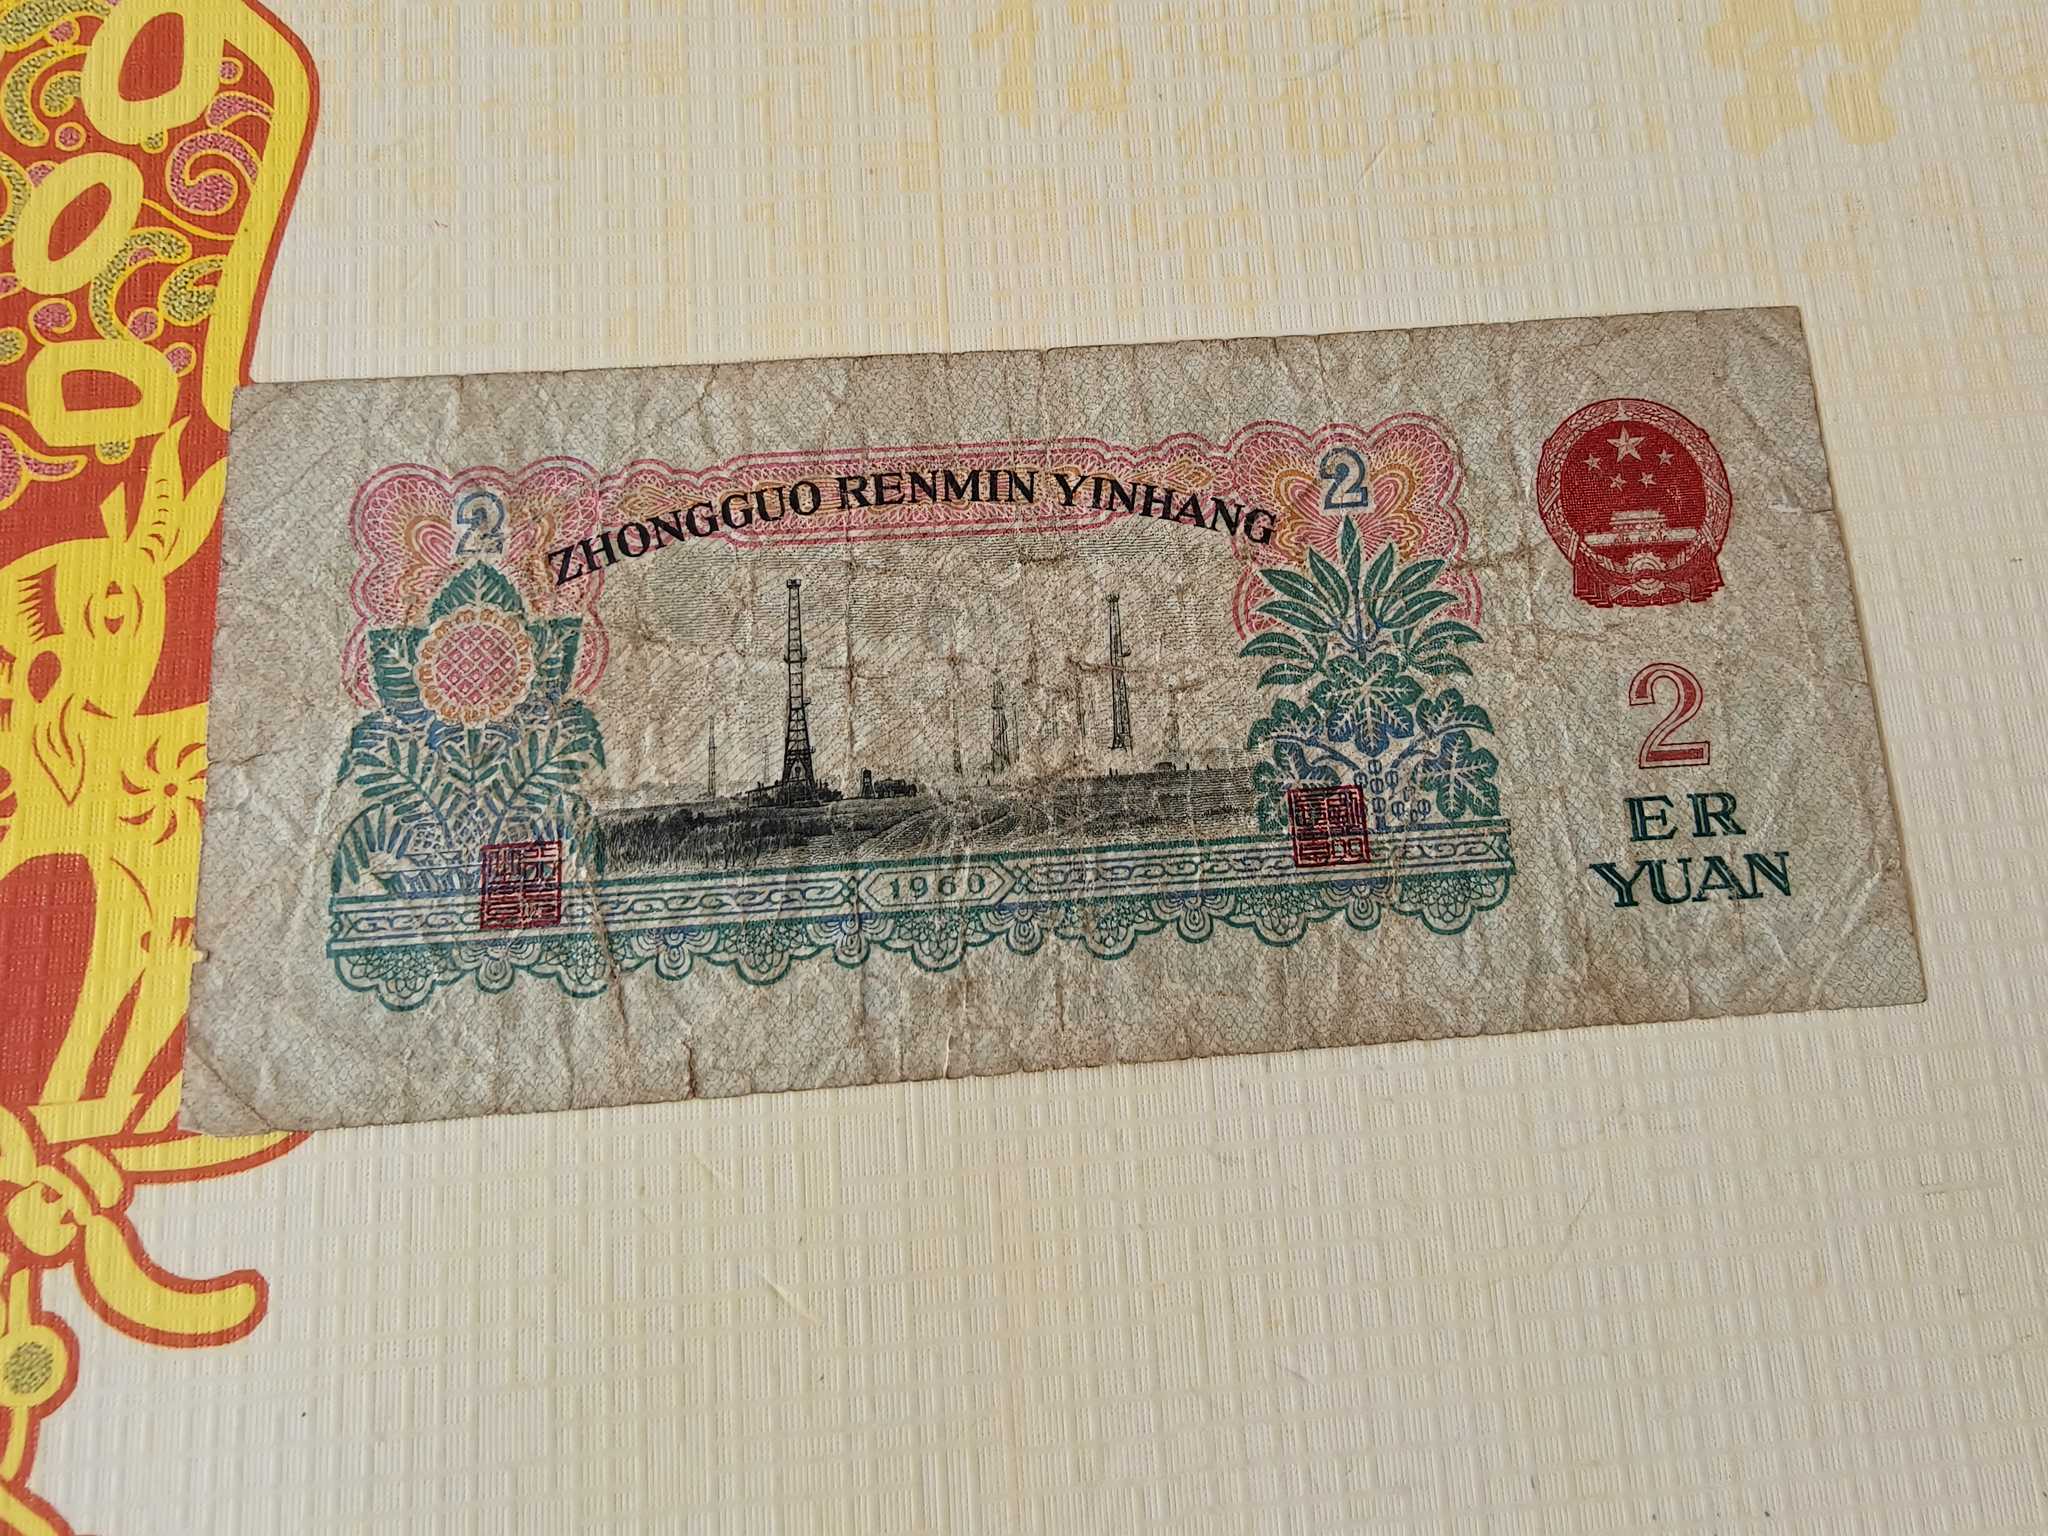 2
ZHONGGUO RENMIN YINHANG
2
1960
2
ER
YUAN